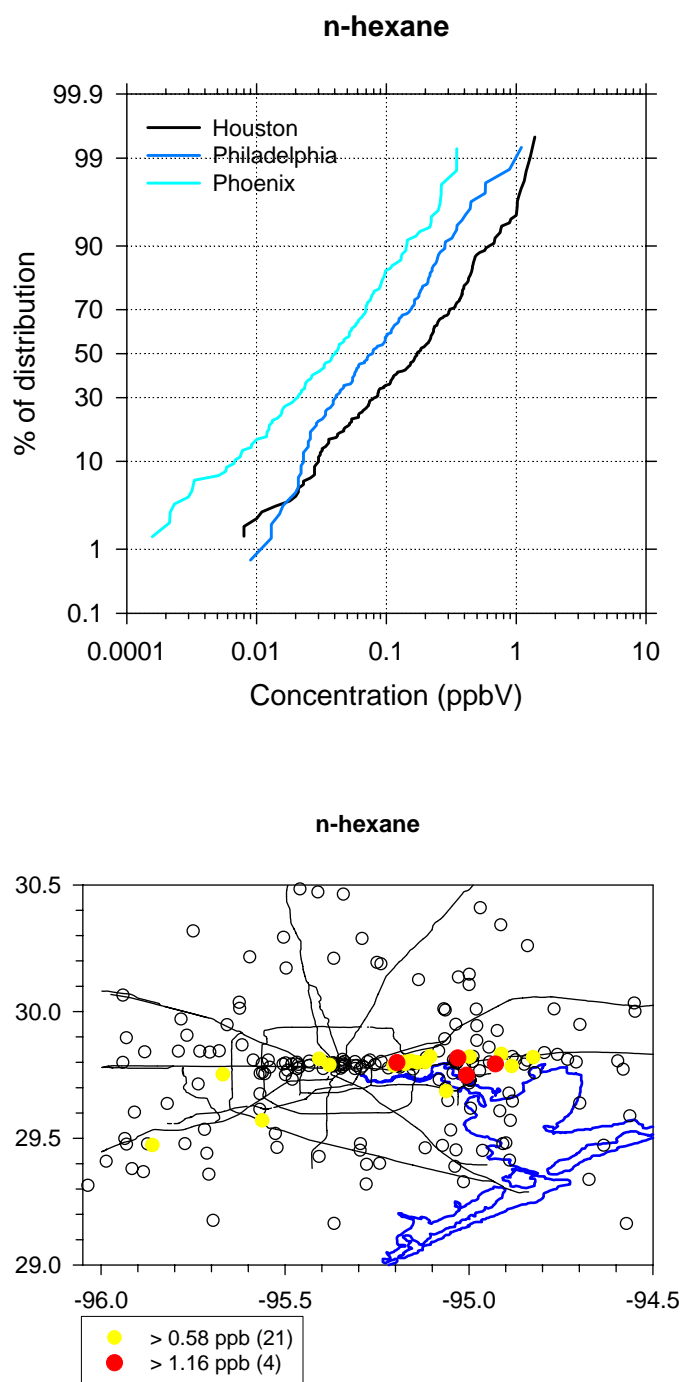 n-hexane
99.9
99
90
70
50
30
10
1
0.1
% of distribution
Houston
Philadelphia
Phoenix
0.0001 0.01 0.1 1 10
Concentration (ppbV)
n-hexane
30.5
30.0
29.5
29.0
-96.0 -95.5 -95.0 -94.5
> 0.58 ppb (21)
> 1.16 ppb (4)